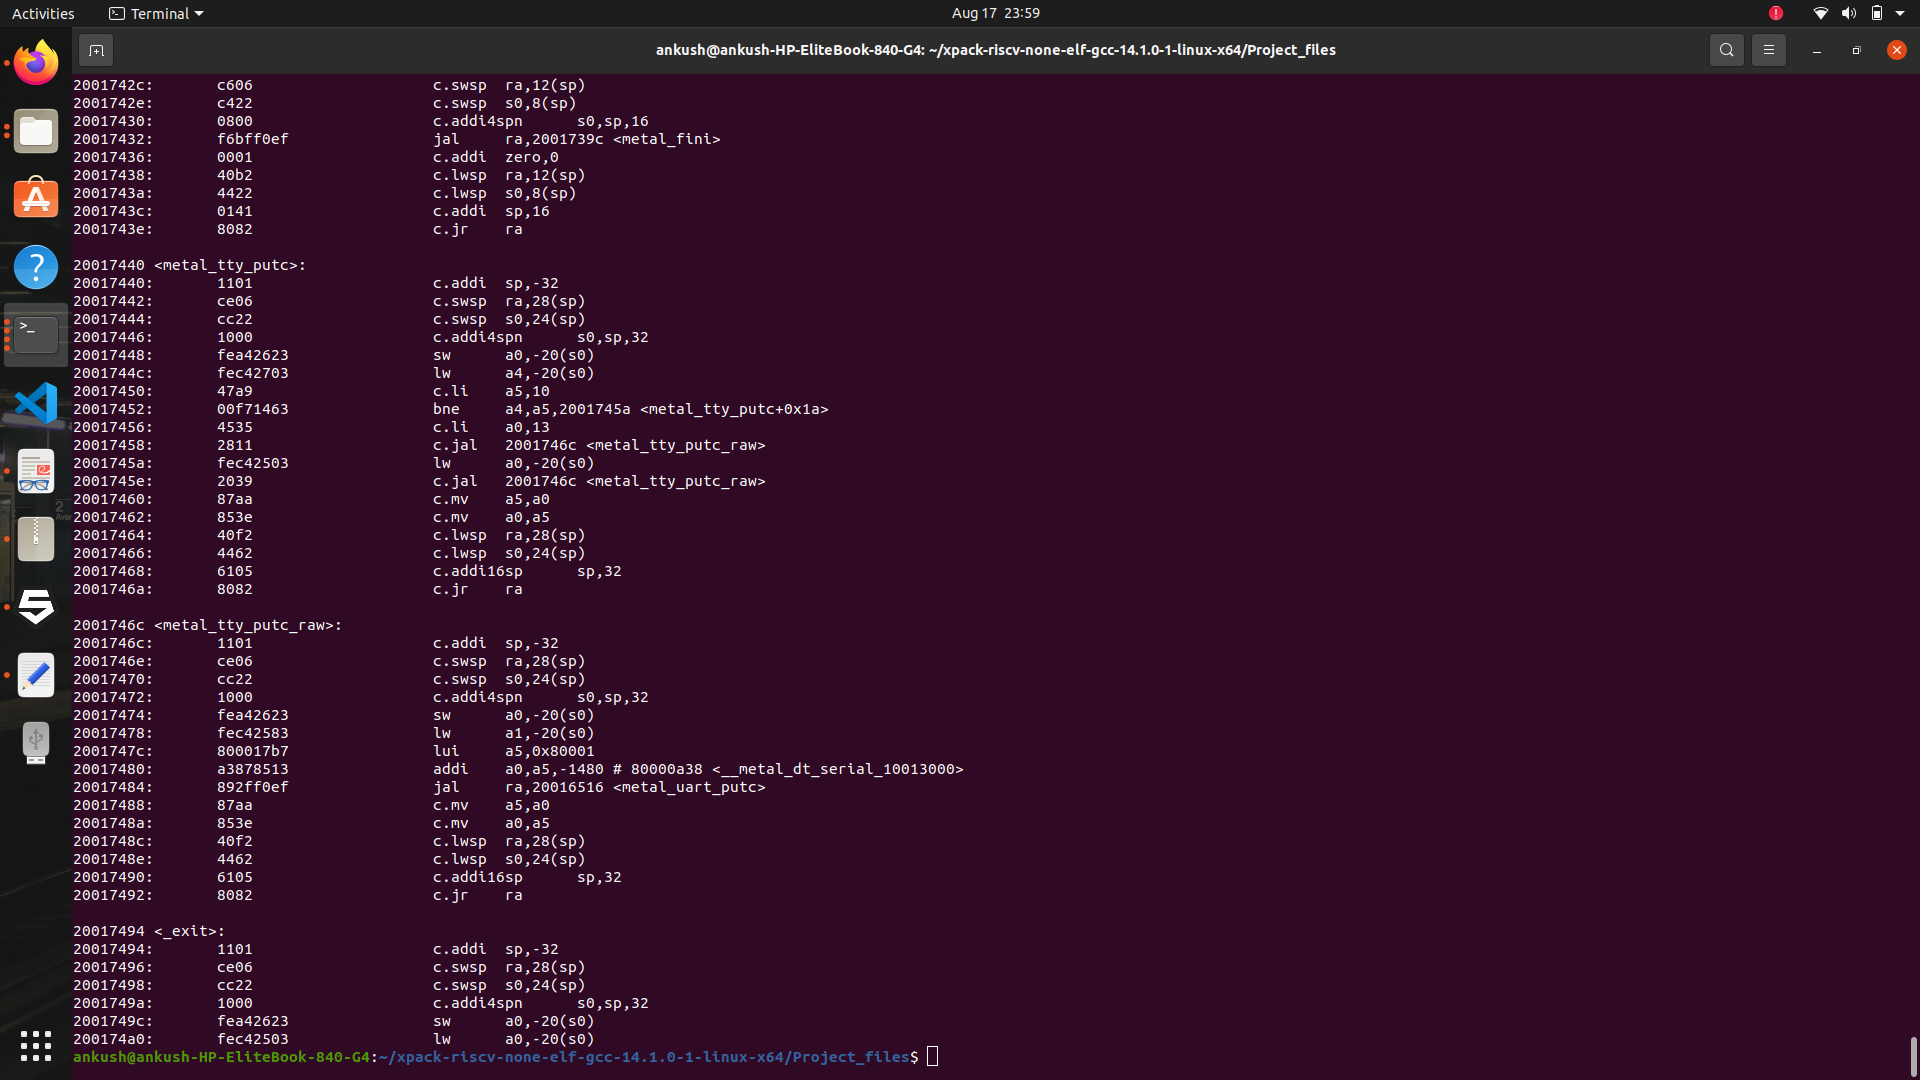 Activities Terminal Aug 17 23:59
ankush@ankush-HP-EliteBook-840-G4: ~/xpack-riscv-none-elf-gcc-14.1.0-1-linux-x64/Project_files
2001742c: c606 c.swsp ra,12(sp)
2001742e: c422 c.swsp s0,8(sp)
20017430: 0800 c.addi4spn s0,sp,16
20017432: f6bff0ef jal ra,2001739c <metal_fini>
20017436: 0001 c.addi zero,0
20017438: 40b2 c.lwsp ra,12(sp)
2001743a: 4422 c.lwsp s0,8(sp)
2001743c: 0141 c.addi sp,16
2001743e: 8082 c.jr ra
20017440 <metal_tty_putc>:
20017440: 1101 c.addi sp,-32
20017442: ce06 c.swsp ra,28(sp)
20017444: cc22 c.swsp s0,24(sp)
20017446: 1000 c.addi4spn s0,sp,32
20017448: fea42623 sw a0,-20(s0)
2001744c: fec42703 lw a4,-20(s0)
20017450: 47a9 c.li a5,10
20017452: 00f71463 bne a4,a5,2001745a <metal_tty_putc+0x1a>
20017456: 4535 c.li a0,13
20017458: 2811 c.jal 2001746c <metal_tty_putc_raw>
2001745a: fec42503 lw a0,-20(s0)
2001745e: 2039 c.jal 2001746c <metal_tty_putc_raw>
20017460: 87aa c.mv a5,a0
20017462: 853e c.mv a0,a5
20017464: 40f2 c.lwsp ra,28(sp)
20017466: 4462 c.lwsp s0,24(sp)
20017468: 6105 c.addi16sp sp,32
2001746a: 8082 c.jr ra
2001746c <metal_tty_putc_raw>:
2001746c: 1101 c.addi sp,-32
2001746e: ce06 c.swsp ra,28(sp)
20017470: cc22 c.swsp s0,24(sp)
20017472: 1000 c.addi4spn s0,sp,32
20017474: fea42623 sw a0,-20(s0)
20017478: fec42583 lw a1,-20(s0)
2001747c: 800017b7 lui a5,0x80001
20017480: a3878513 addi a0,a5,-1480 # 80000a38 <__metal_dt_serial_10013000>
20017484: 892ff0ef jal ra,20016516 <metal_uart_putc>
20017488: 87aa c.mv a5,a0
2001748a: 853e c.mv a0,a5
2001748c: 40f2 c.lwsp ra,28(sp)
2001748e: 4462 c.lwsp s0,24(sp)
20017490: 6105 c.addi16sp sp,32
20017492: 8082 c.jr ra
20017494 <_exit>:
20017494: 1101 c.addi sp,-32
20017496: ce06 c.swsp ra,28(sp)
20017498: cc22 c.swsp s0,24(sp)
2001749a: 1000 c.addi4spn s0,sp,32
2001749c: fea42623 sw a0,-20(s0)
200174a0: fec42503 lw a0,-20(s0)
ankush@ankush-HP-EliteBook-840-G4:~/xpack-riscv-none-elf-gcc-14.1.0-1-linux-x64/Project_files$